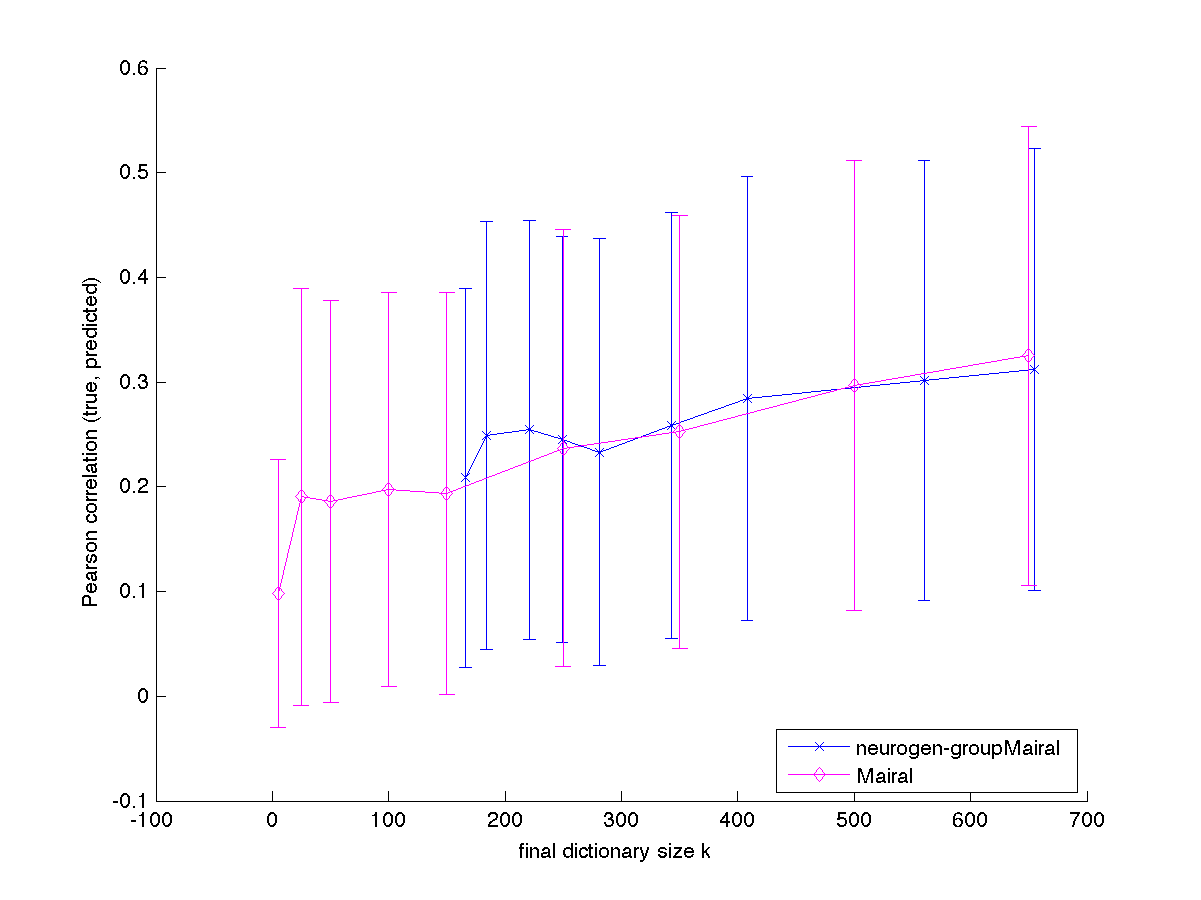 0.6
0.5
0.4
0.3
0.2
0.1
0
-0.1
Pearson correlation (true, predicted)
-100 0 100 200 300 400 500 600 700
final dictionary size k
neurogen-groupMairal
Mairal